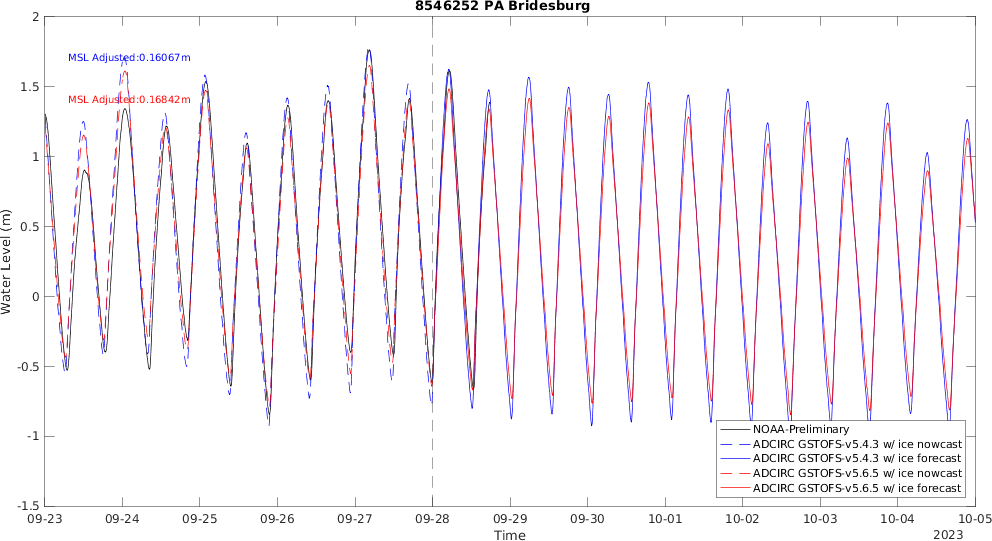 8546252 PA Bridesburg
MSL Adjusted:0.16067m
MSL Adjusted:0.16842m
2
1.5
1
0.5
0
-0.5
-1
-1.5
Water Level (m)
NOAA-Preliminary
ADCIRC GSTOFS-v5.4.3 w/ ice nowcast
ADCIRC GSTOFS-v5.4.3 w/ ice forecast
ADCIRC GSTOFS-v5.6.5 w/ ice nowcast
ADCIRC GSTOFS-v5.6.5 w/ ice forecast
09-23 09-24 09-25 09-26 09-27 09-28 09-29 09-30 10-01 10-02 10-03 10-04 10-05
Time
2023